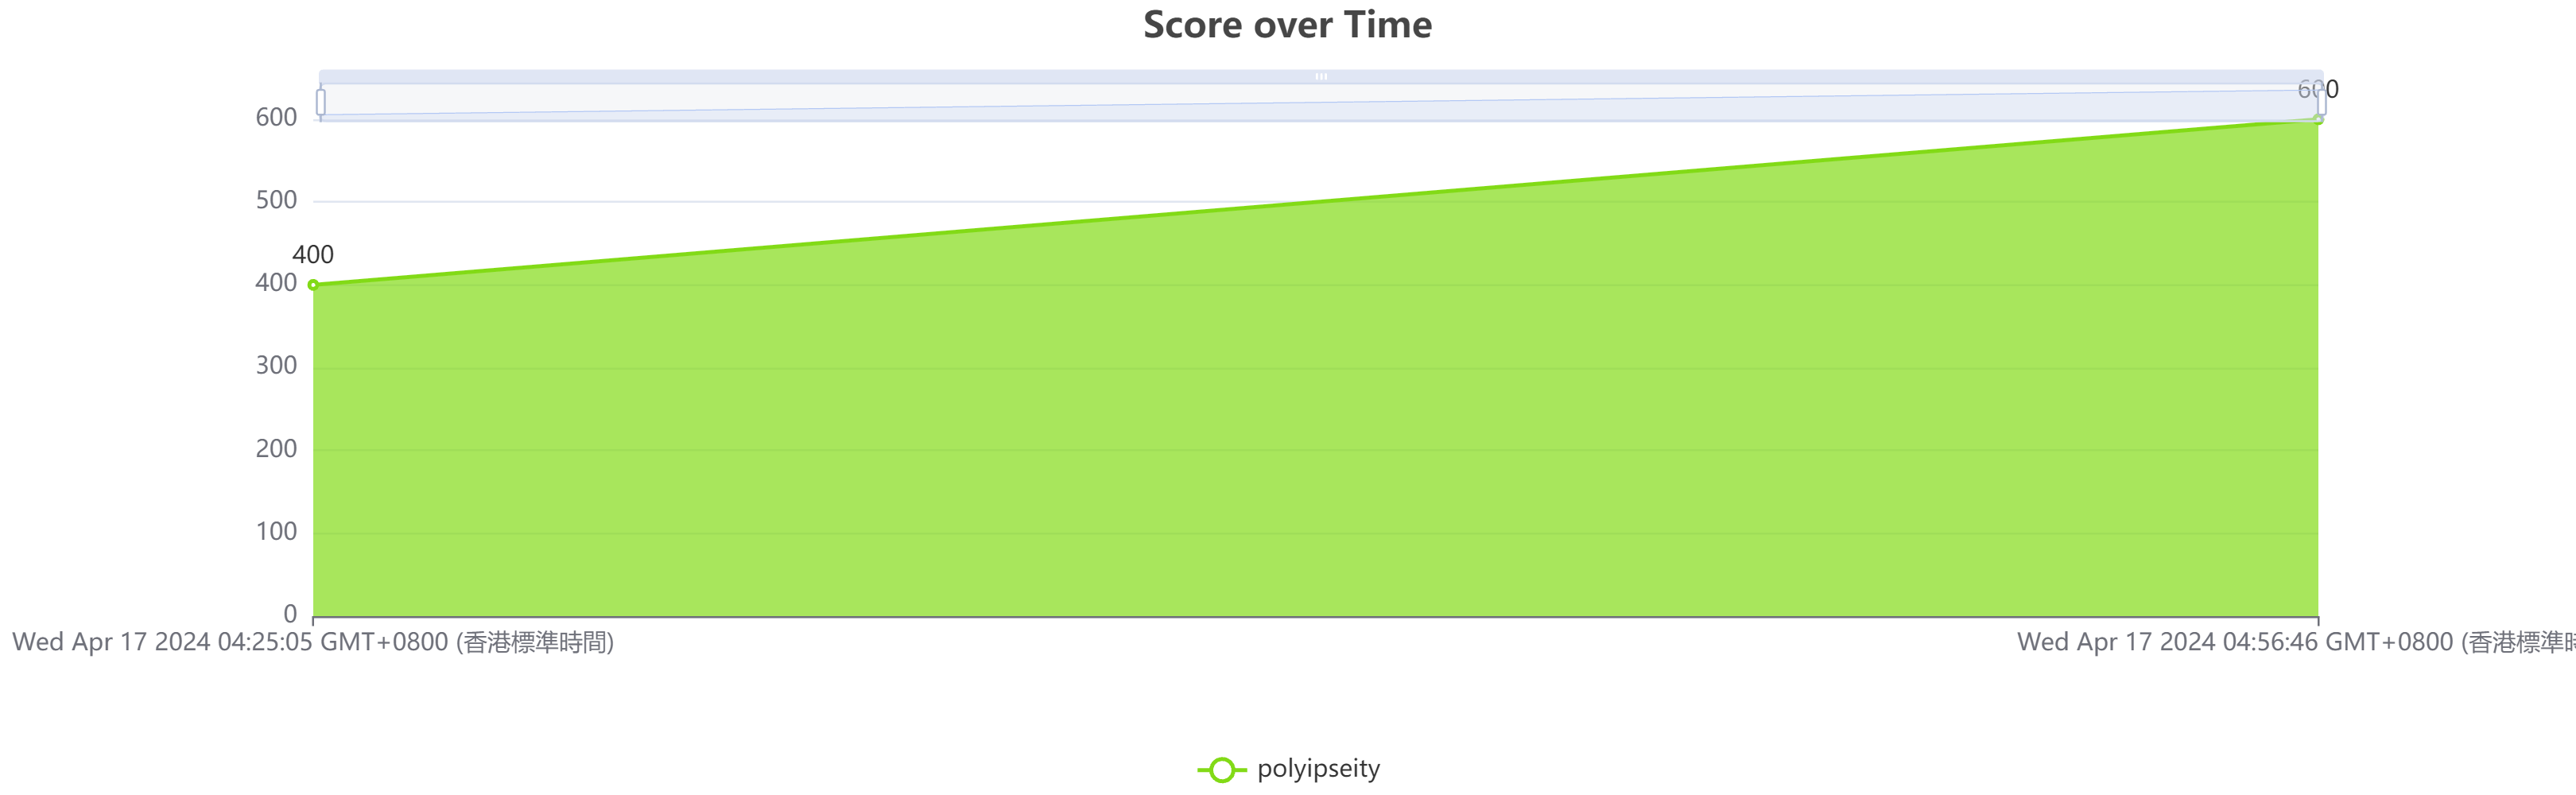 Score over Time
600
600
500
400
400
300
200
100
0
Wed Apr 17 2024 04:25:05 GMT+0800 (香港標準時間)
Wed Apr 17 2024 04:56:46 GMT+0800 (香港標準
polyipseity